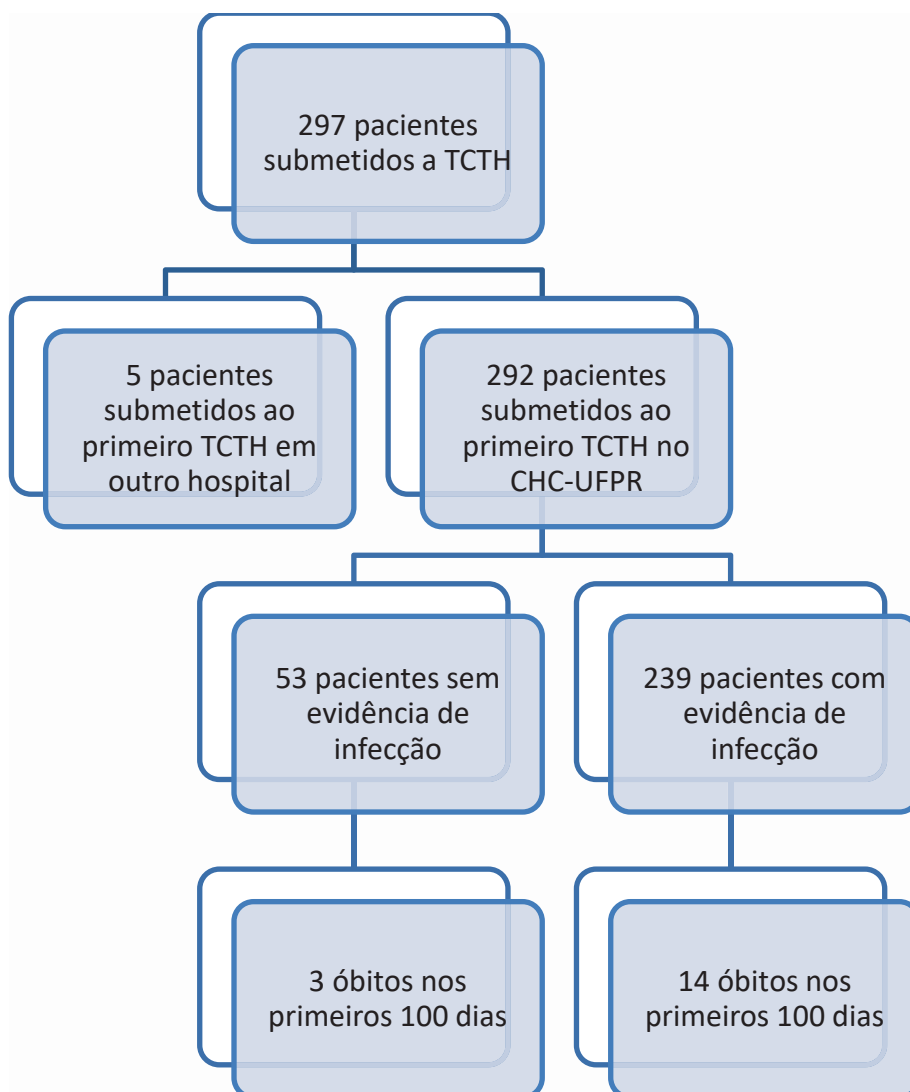 297 pacientes
submetidos a TCTH
5 pacientes
submetidos ao
primeiro TCTH em
outro hospital
292 pacientes
submetidos ao
primeiro TCTH no
CHC-UFPR
53 pacientes sem
evidência de
infecção
239 pacientes com
evidência de
infecção
3 óbitos nos
primeiros 100 dias
14 óbitos nos
primeiros 100 dias